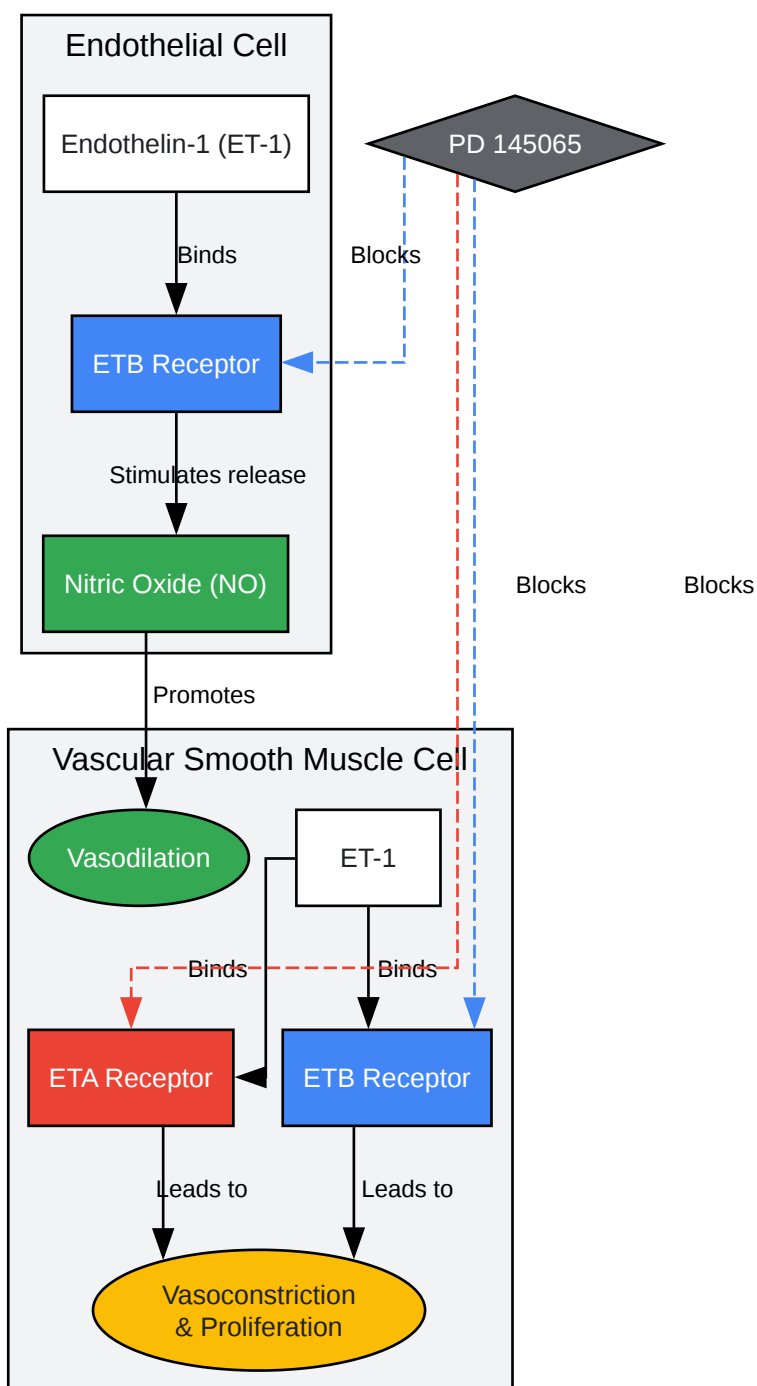 Endothelial Cell
Endothelin-1 (ET-1)
PD 145065
Binds
Blocks
ETB Receptor
Stimulates release
Nitric Oxide (NO)
Blocks
Blocks
Promotes
Vascular Smooth Muscle Cell
Vasodilation
ET-1
Binds
Binds
ETA Receptor
ETB Receptor
Leads to
Leads to
Vasoconstriction
& Proliferation